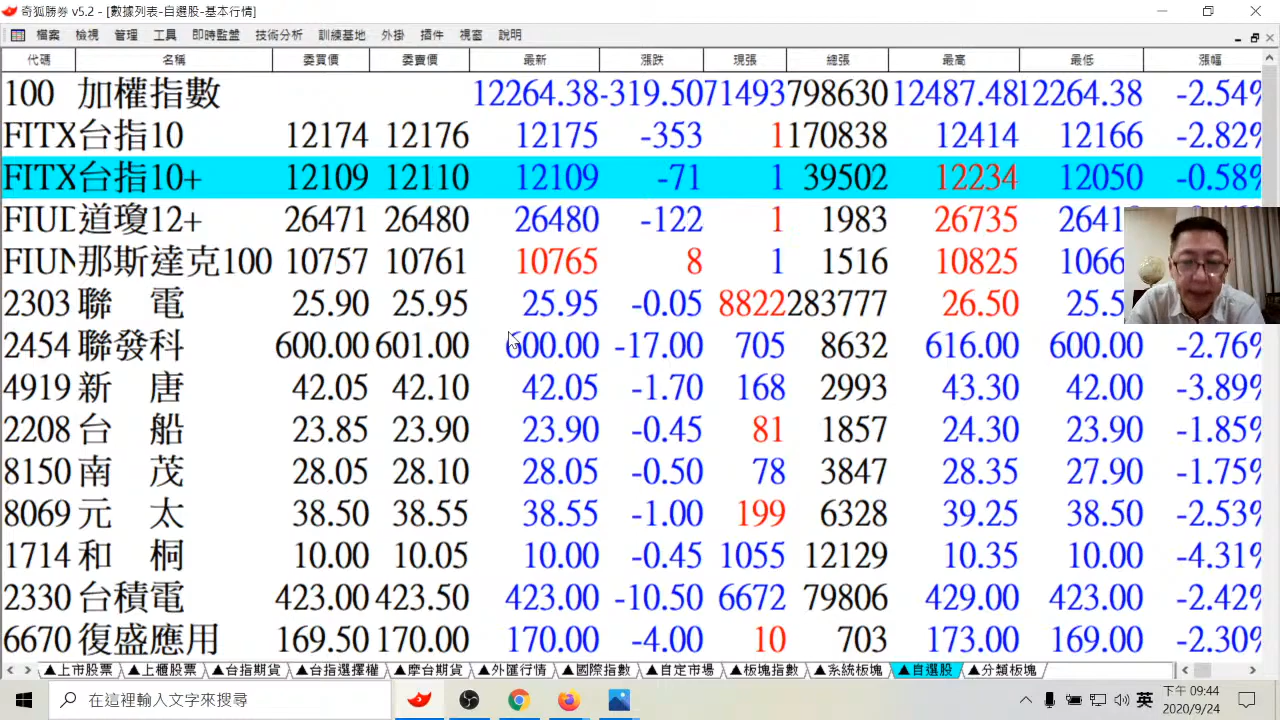 奇狐勝券 v5.2 - [數據列表-自選股-基本行情]
檔案 檢視 管理 工具 即時監盤 技術分析 訓練基地 外掛 插件 視窗 說明
代碼 名稱 委買價 委賣價 最新 漲跌 現張 總張 最高 最低 漲幅
100 加權指數 12264.38 -319.50 71493 798630 12487.48 12264.38 -2.54%
FITX 台指10 12174 12176 12175 -353 1 170838 12414 12166 -2.82%
FITX 台指10+ 12109 12110 12109 -71 1 39502 12234 12050 -0.58%
FIUD 道瓊12+ 26471 26480 26480 -122 1 1983 26735 2641
FIUN 那斯達克100 10757 10761 10765 8 1 1516 10825 1066
2303 聯 電 25.90 25.95 25.95 -0.05 8822 283777 26.50 25.5
2454 聯發科 600.00 601.00 600.00 -17.00 705 8632 616.00 600.00 -2.76%
4919 新 唐 42.05 42.10 42.05 -1.70 168 2993 43.30 42.00 -3.89%
2208 台 船 23.85 23.90 23.90 -0.45 81 1857 24.30 23.90 -1.85%
8150 南 茂 28.05 28.10 28.05 -0.50 78 3847 28.35 27.90 -1.75%
8069 元 太 38.50 38.55 38.55 -1.00 199 6328 39.25 38.50 -2.53%
1714 和 桐 10.00 10.05 10.00 -0.45 1055 12129 10.35 10.00 -4.31%
2330 台積電 423.00 423.50 423.00 -10.50 6672 79806 429.00 423.00 -2.42%
6670 復盛應用 169.50 170.00 170.00 -4.00 10 703 173.00 169.00 -2.30%
▲上市股票 ▲上櫃股票 ▲台指期貨 ▲台指選擇權 ▲摩台期貨 ▲外匯行情 ▲國際指數 ▲自定市場 ▲板塊指數 ▲系統板塊 ▲自選股 ▲分類板塊
在這裡輸入文字來搜尋
英
下午 09:44
2020/9/24